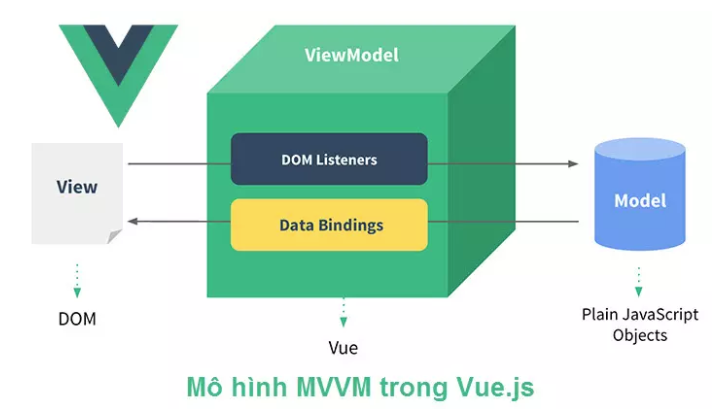 ViewModel
DOM Listeners
View
Model
Data Bindings
DOM
Plain JavaScript
Objects
Vue
Mô hình MVVM trong Vue.js